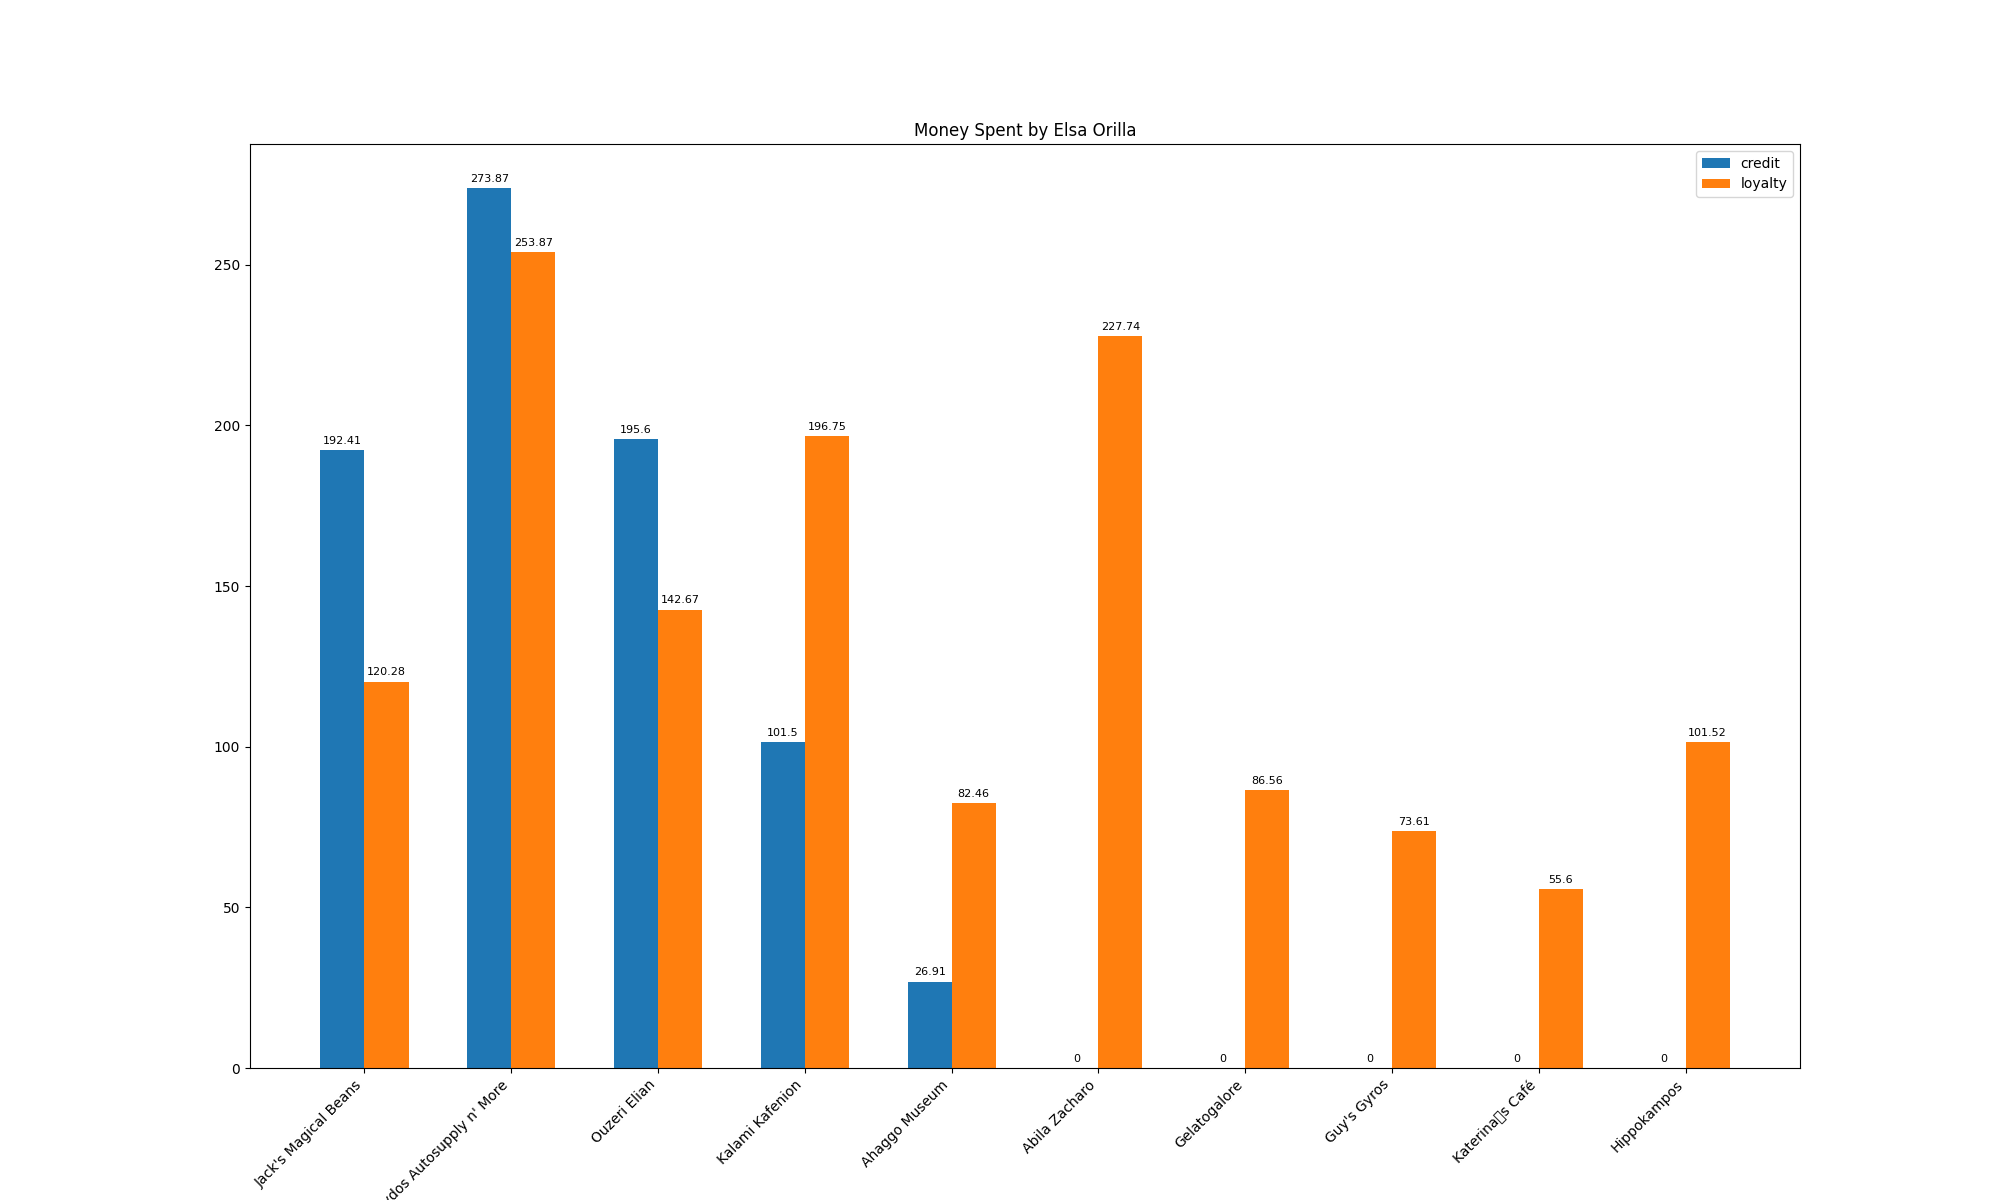 Money Spent by Elsa Orilla
credit
loyalty
273.87
253.87
250
227.74
200
192.41
195.6
196.75
150
142.67
120.28
100
101.5
101.52
82.46
86.56
73.61
50
55.6
26.91
0
0
0
0
0
0
Jack's Magical Beans
Autosupply n' More
Ouzeri Elian
Kalami Kafenion
Ahaggo Museum
Abila Zacharo
Gelatogalore
Guy's Gyros
Katerina▯s Café
Hippokampos